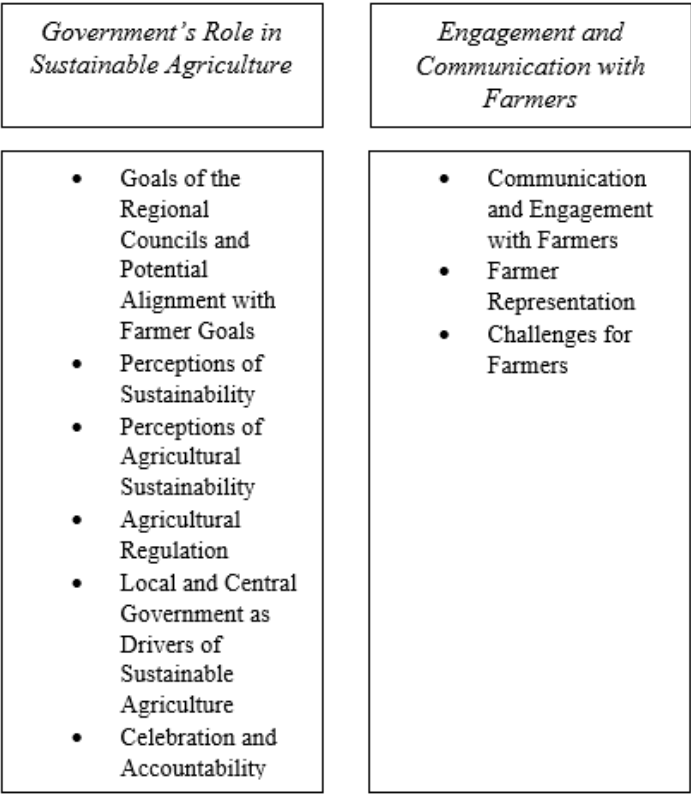 Government’s Role in
Sustainable Agriculture
• Goals of the
Regional
Councils and
Potential
Alignment with
Farmer Goals
• Perceptions of
Sustainability
• Perceptions of
Agricultural
Sustainability
• Agricultural
Regulation
• Local and Central
Government as
Drivers of
Sustainable
Agriculture
• Celebration and
Accountability
Engagement and
Communication with
Farmers
• Communication
and Engagement
with Farmers
• Farmer
Representation
• Challenges for
Farmers